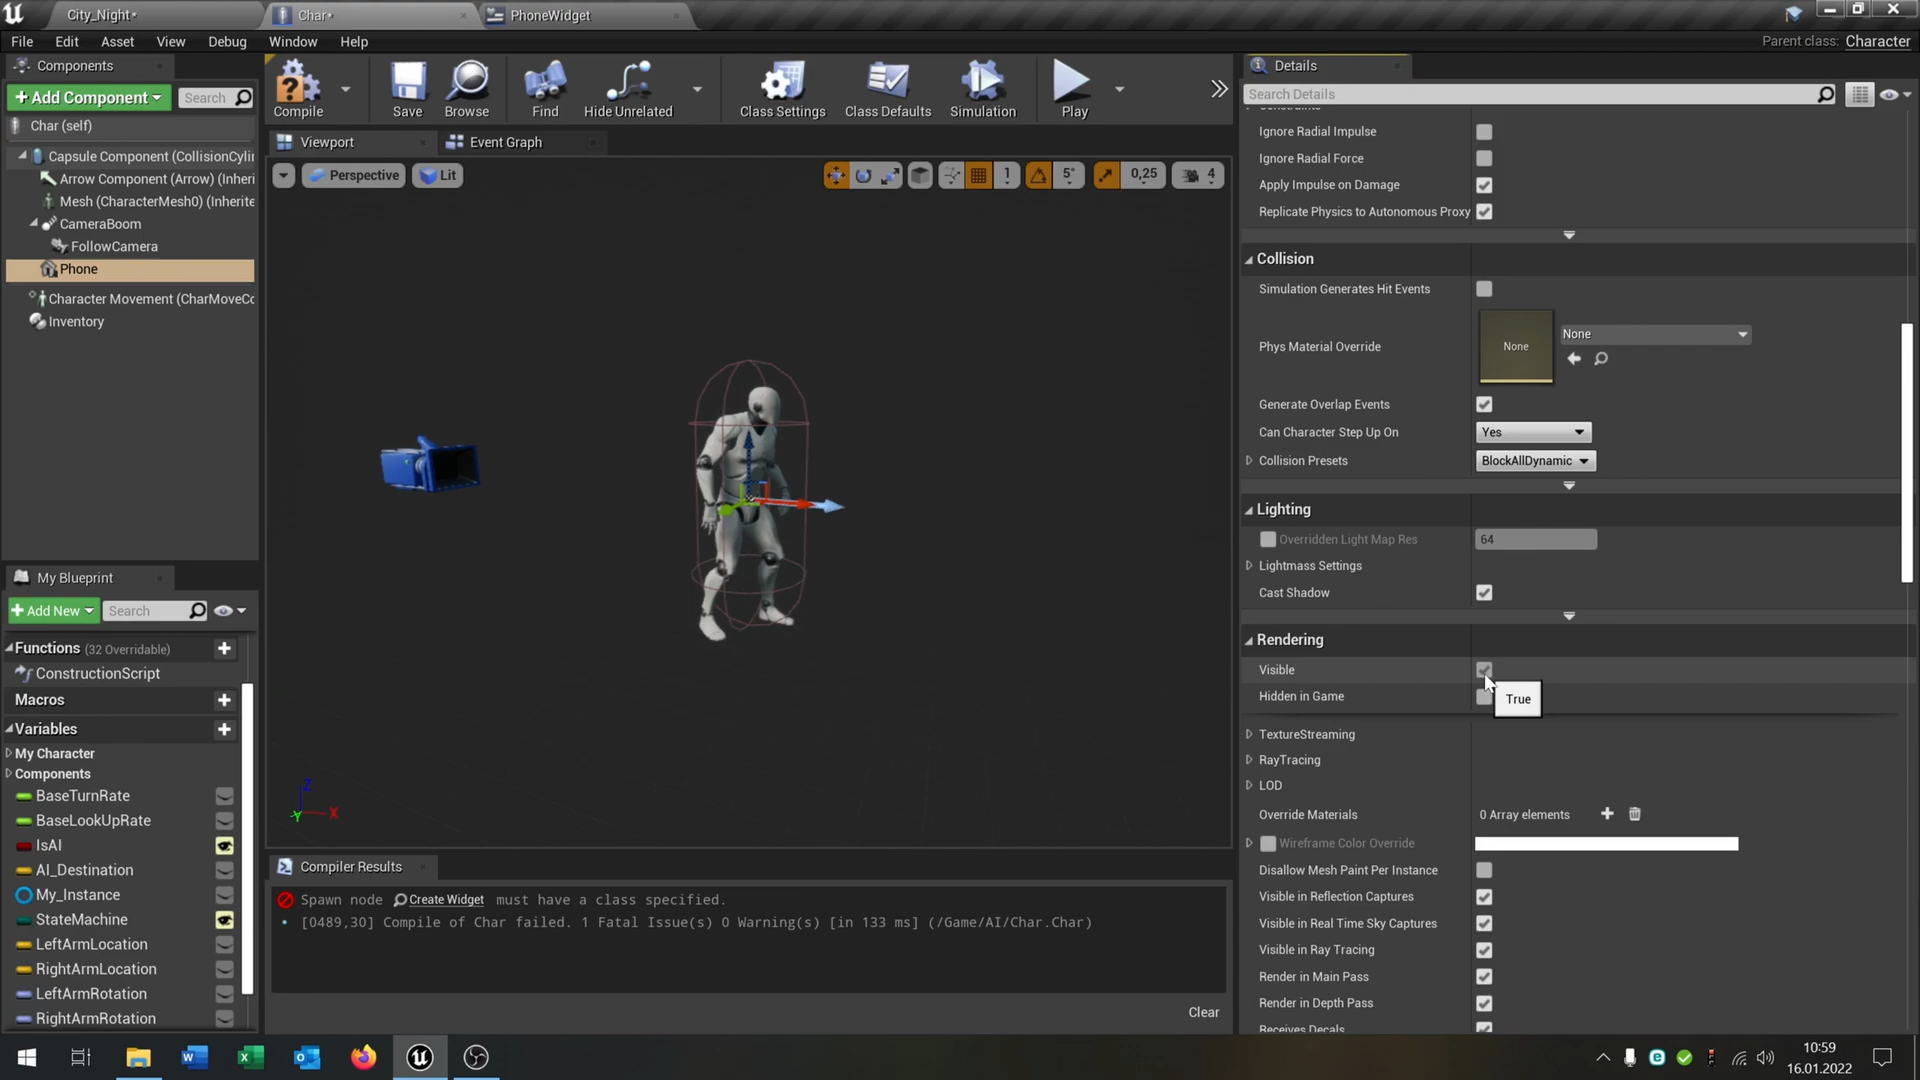 City_Night*
Char*
PhoneWidget
File Edit Asset View Debug Window Help
Parent class: Character
Components
Add Component
Search
Char (self)
Capsule Component (CollisionCyli
Arrow Component (Arrow) (Inheri
Mesh (CharacterMesh0) (Inherite
CameraBoom
FollowCamera
Phone
Character Movement (CharMoveCo
Inventory
My Blueprint
Add New
Search
Functions (32 Overridable)
ConstructionScript
Macros
Variables
My Character
Components
BaseTurnRate
BaseLookUpRate
IsAI
AI_Destination
My_Instance
StateMachine
LeftArmLocation
RightArmLocation
LeftArmRotation
RightArmRotation
Compile Save Browse Find Hide Unrelated Class Settings Class Defaults Simulation Play
Viewport Event Graph
Perspective Lit 1 5° 0,25 4
Z
X
Y
Compiler Results
Spawn node Create Widget must have a class specified.
[0489,30] Compile of Char failed. 1 Fatal Issue(s) 0 Warning(s) [in 133 ms] (/Game/AI/Char.Char)
Clear
Details
Search Details
Ignore Radial Impulse
Ignore Radial Force
Apply Impulse on Damage
Replicate Physics to Autonomous Proxy
Collision
Simulation Generates Hit Events
Phys Material Override None None
Generate Overlap Events
Can Character Step Up On Yes
Collision Presets BlockAllDynamic
Lighting
Overridden Light Map Res 64
Lightmass Settings
Cast Shadow
Rendering
Visible
Hidden in Game
True
TextureStreaming
RayTracing
LOD
Override Materials 0 Array elements
Wireframe Color Override
Disallow Mesh Paint Per Instance
Visible in Reflection Captures
Visible in Real Time Sky Captures
Visible in Ray Tracing
Render in Main Pass
Render in Depth Pass
Receives Decals
10:59
16.01.2022